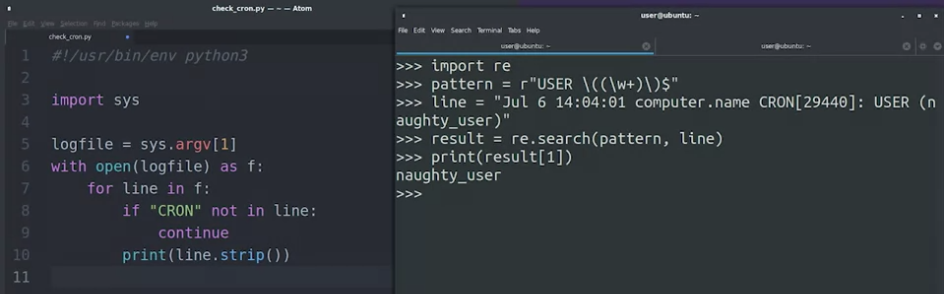 check_cron.py — ~ — Atom
File Edit View Selection Find Packages Help
check_cron.py
1 #!/usr/bin/env python3
2
3 import sys
4
5 logfile = sys.argv[1]
6 with open(logfile) as f:
7 for line in f:
8 if "CRON" not in line:
9 continue
10 print(line.strip())
11
user@ubuntu: ~
File Edit View Search Terminal Tabs Help
user@ubuntu: ~ user@ubuntu: ~
>>> import re
>>> pattern = r"USER \((\w+)\)$"
>>> line = "Jul 6 14:04:01 computer.name CRON[29440]: USER (n
aughty_user)"
>>> result = re.search(pattern, line)
>>> print(result[1])
naughty_user
>>>